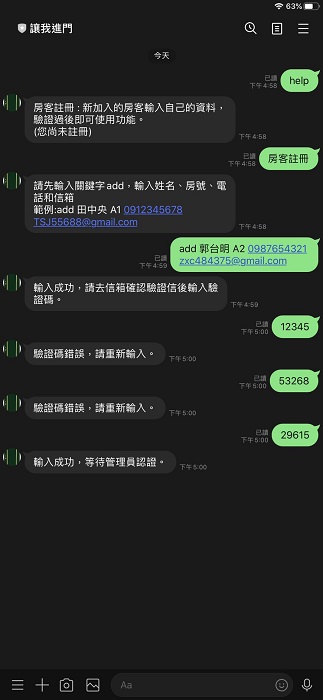 63%
讓我進門
今天
已讀
下午4:58
help
房客註冊 : 新加入的房客輸入自己的資料，
驗證過後即可使用功能。
(您尚未註冊)
下午4:58
已讀
下午4:58
房客註冊
請先輸入關鍵字add，輸入姓名、房號、電
話和信箱
範例:add 田中央 A1 0912345678
TSJ55688@gmail.com
下午4:58
add 郭台明 A2 0987654321
zxc484375@gmail.com
已讀
下午4:59
輸入成功，請去信箱確認驗證信後輸入驗
證碼。
下午4:59
已讀
下午5:00
12345
驗證碼錯誤，請重新輸入。
下午5:00
已讀
下午5:00
53268
驗證碼錯誤，請重新輸入。
下午5:00
已讀
下午5:00
29615
輸入成功，等待管理員認證。
下午5:00
Aa